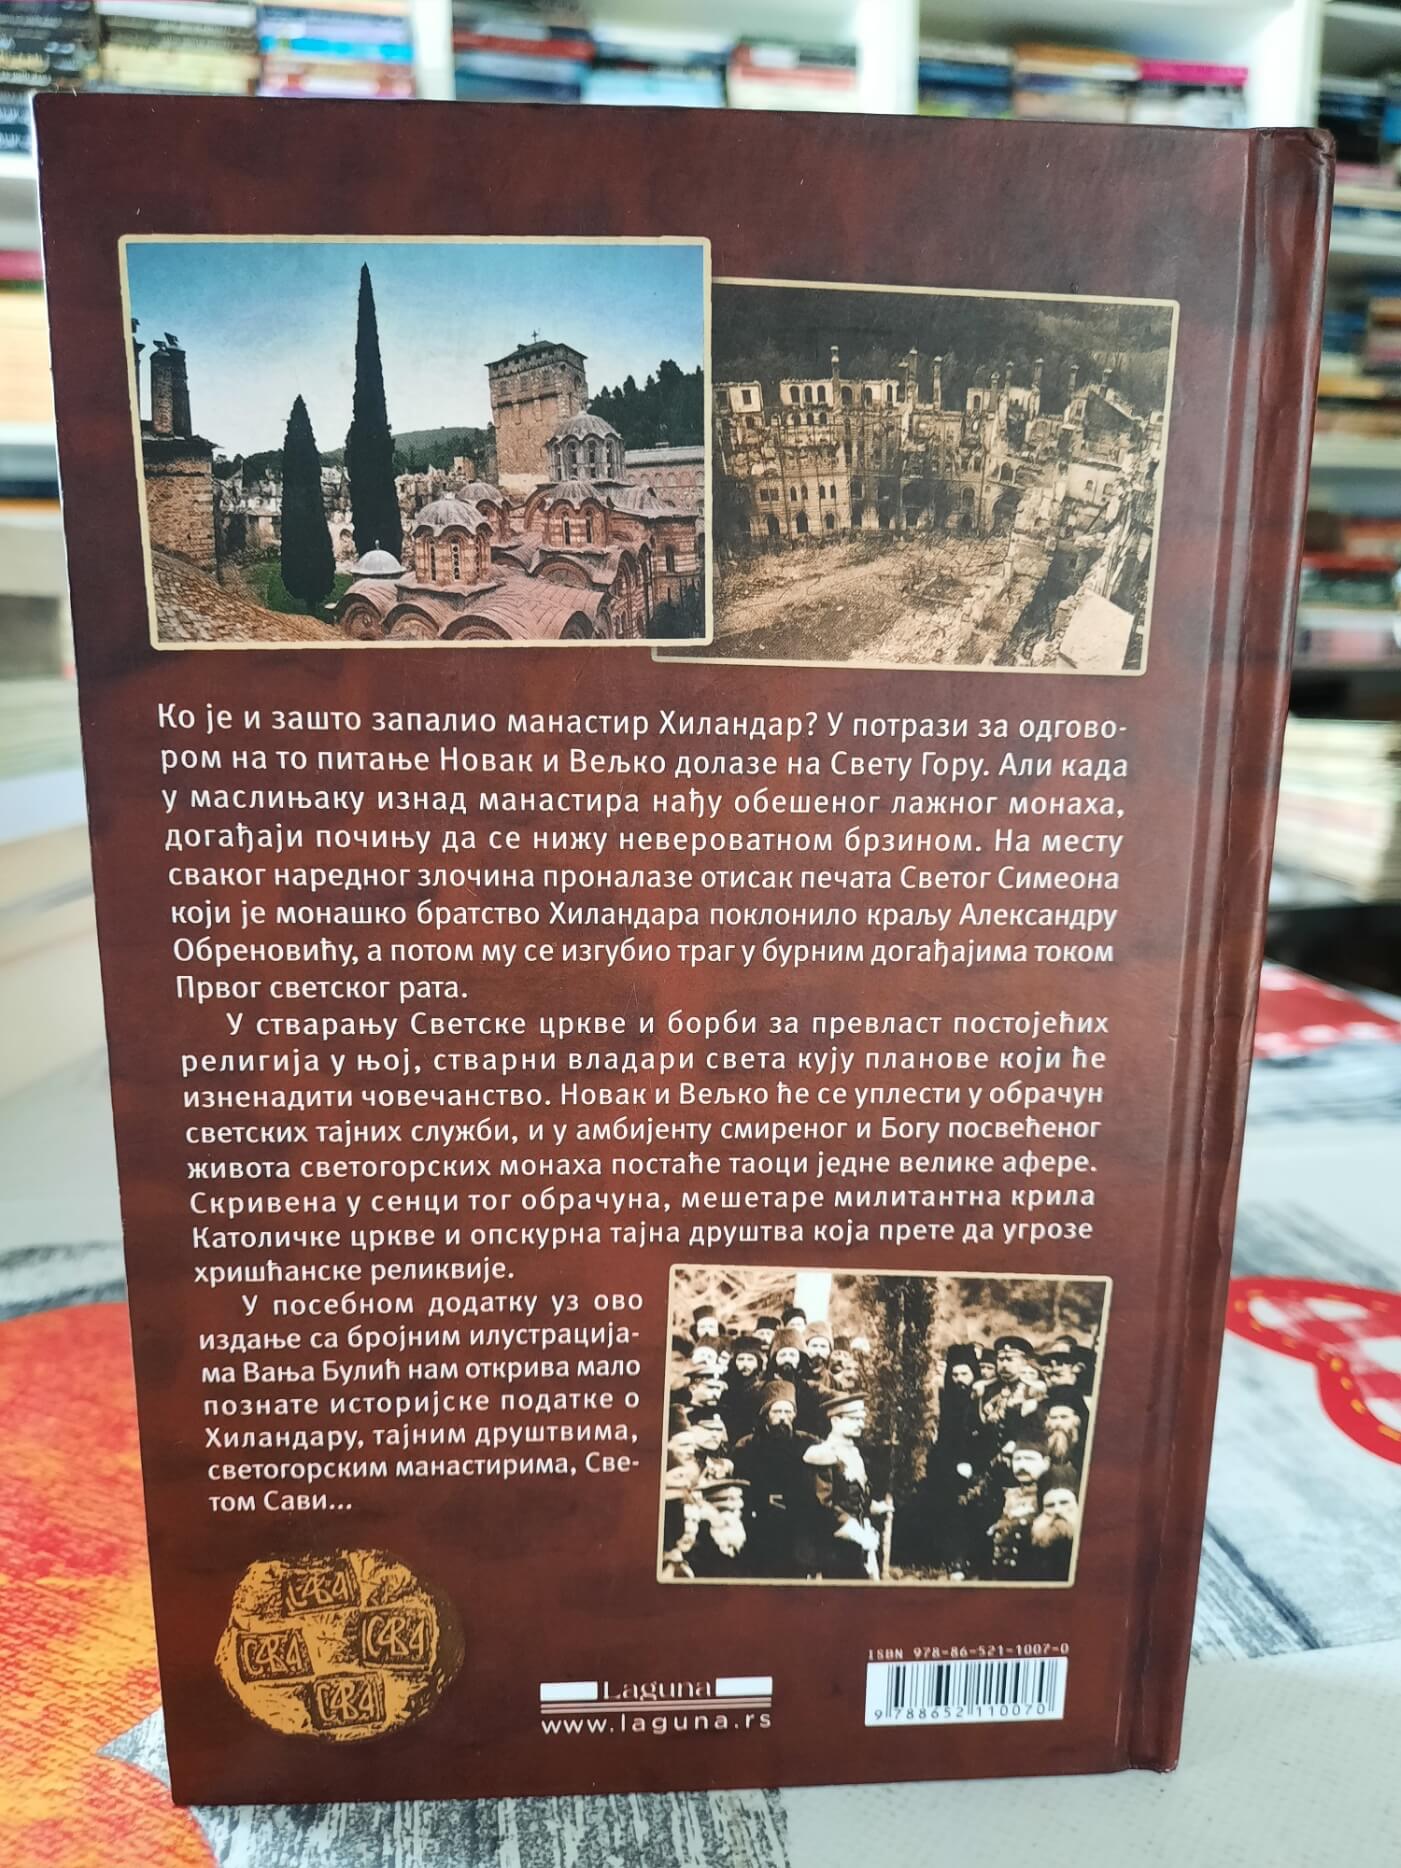 Ко је и зашто запалио манастир Хиландар? У потрази за одгово-
ром на то питање Новак и Вељко долазе на Свету Гору. Али када
у маслињаку изнад манастира нађу обешеног лажног монаха,
догађаји почињу да се нижу невероватном брзином. На месту
сваког наредног злочина проналазе отисак печата Светог Симеона
који је монашко братство Хиландара поклонило краљу Александру
Обреновићу, а потом му се изгубио траг у бурним догађајима током
Првог светског рата.
У стварању Светске цркве и борби за превласт постојећих
религија у њој, стварни владари света кују планове који ће
изненадити човечанство. Новак и Вељко ће се уплести у обрачун
светских тајних служби, и у амбијенту смиреног и Богу посвећеног
живота светогорских монаха постаће таоци једне велике афере.
Скривена у сенци тог обрачуна, мешетаре милитантна крила
Католичке цркве и опскурна тајна друштва која прете да угрозе
хришћанске реликвије.
У посебном додатку уз ово
издање са бројним илустрација-
ма Вања Булић нам открива мало
познате историјске податке о
Хиландару, тајним друштвима,
светогорским манастирима, Све-
том Сави...
САВА
САВА
САВА
САВА
Laguna
www.laguna.rs
ISBN 978-86-521-1007-0
9 788652 110070